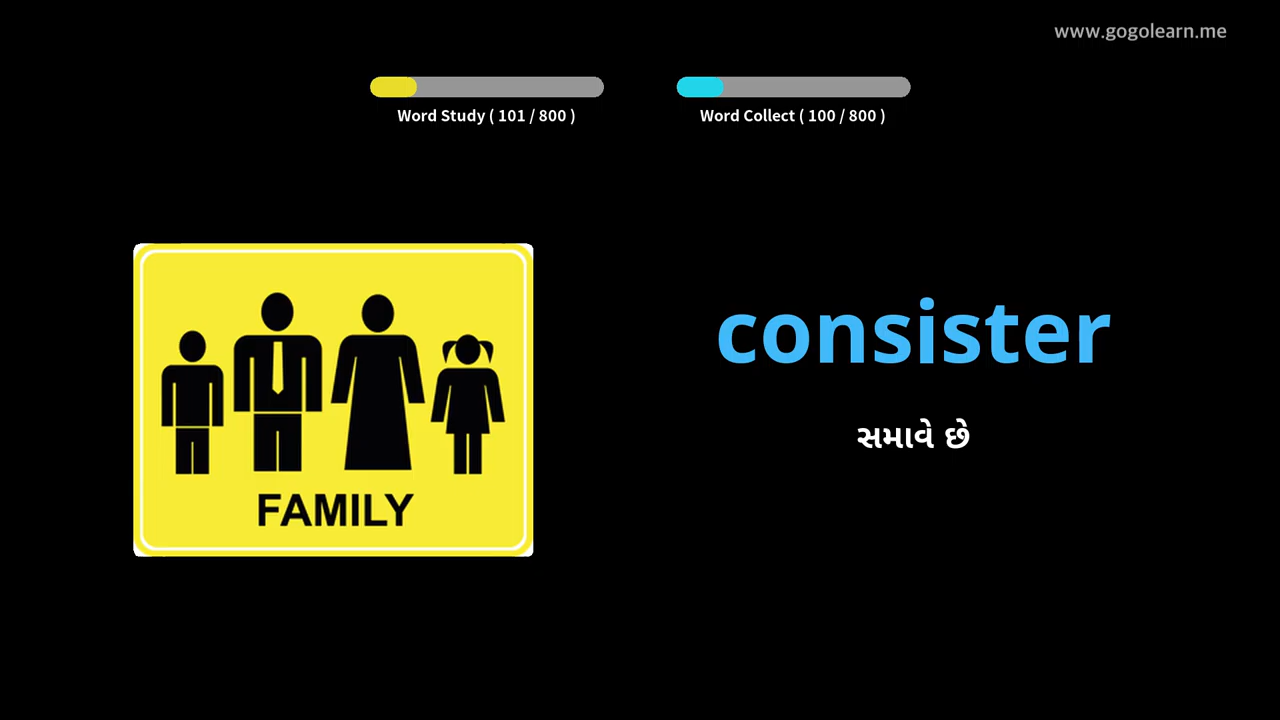 www.gogolearn.me
Word Study ( 101 / 800 )
Word Collect ( 100 / 800 )
consister
સમાવે છે
FAMILY